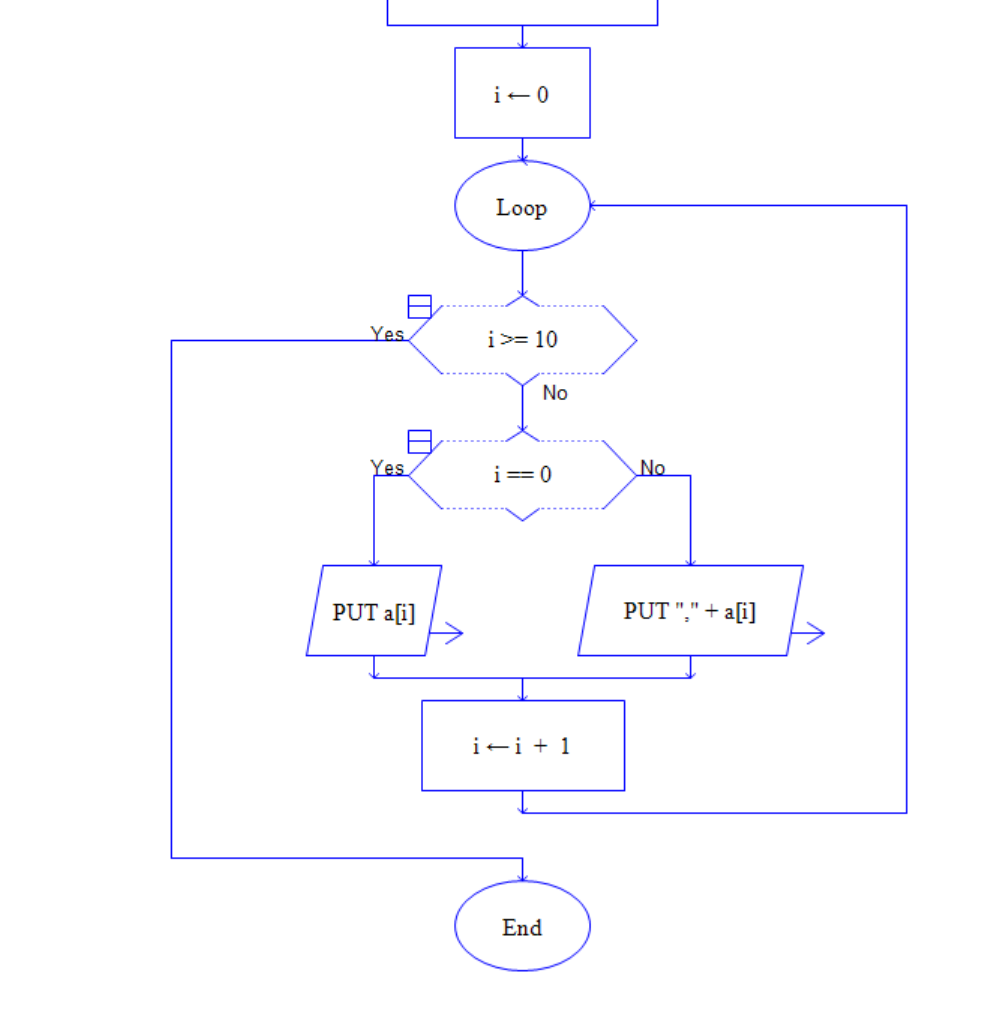 i ← 0
Loop
i >= 10
Yes
No
i == 0
Yes
No
PUT a[i]
PUT "," + a[i]
i ← i + 1
End